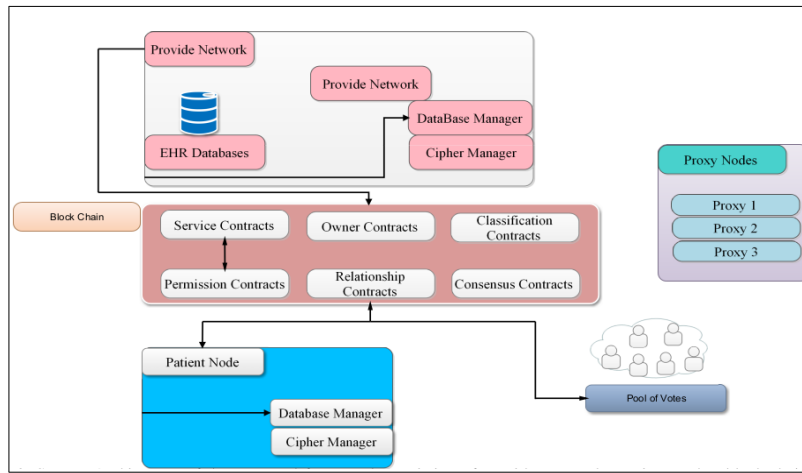 Provide Network
Provide Network
DataBase Manager
EHR Databases
Cipher Manager
Proxy Nodes
Proxy 1
Proxy 2
Proxy 3
Block Chain
Service Contracts
Owner Contracts
Classification
Contracts
Permission Contracts
Relationship
Contracts
Consensus Contracts
Patient Node
Database Manager
Cipher Manager
Pool of Votes